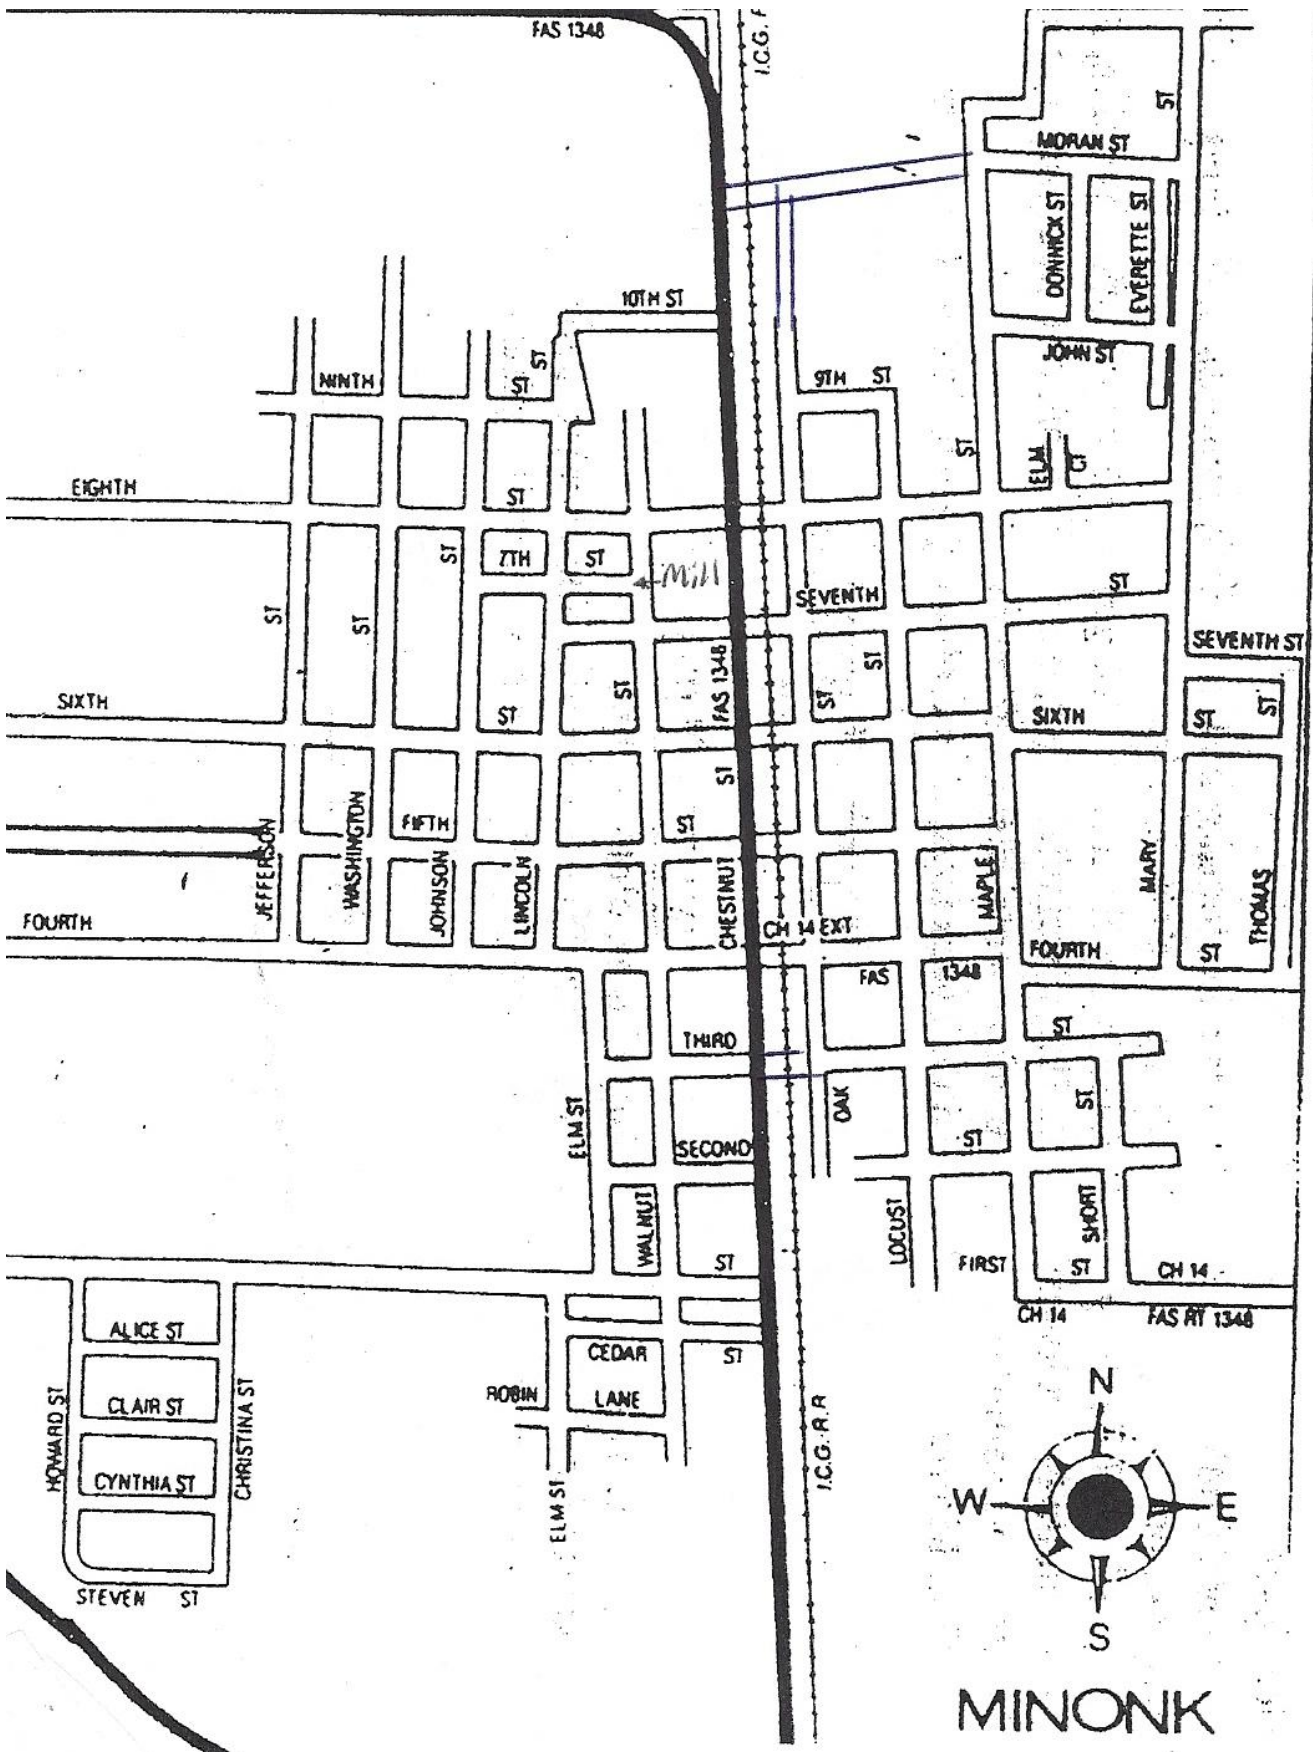 FAS 1348
I.C.G. R
ST
MORAN ST
DONNICK ST
EVERETTE ST
10TH ST
JOHN ST
NINTH
ST
ST
9TH ST
ST
ELM
CT
EIGHTH
ST
ST
7TH ST
ST
SEVENTH
ST
ST
ST
SEVENTH ST
ST
ST
ST
FAS 1348
SIXTH
ST
SIXTH
ST
ST
ST
FIFTH
ST
JEFFERSON
WASHINGTON
JOHNSON
LINCOLN
CHESTNUT
MAPLE
MARY
THOMAS
FOURTH
CH 14 EXT
FOURTH
ST
FAS 1348
THIRD
ST
ELM ST
OAK
ST
SECOND
ST
WALNUT
LOCUST
SHORT
ST
FIRST
ST
CH 14
ALICE ST
CH 14
FAS RT 1348
CEDAR
ST
ROBIN
LANE
HOWARD ST
CLAIR ST
CHRISTINA ST
CYNTHIA ST
ELM ST
I.C.G. R.R
STEVEN ST
N
W
E
S
MINONK